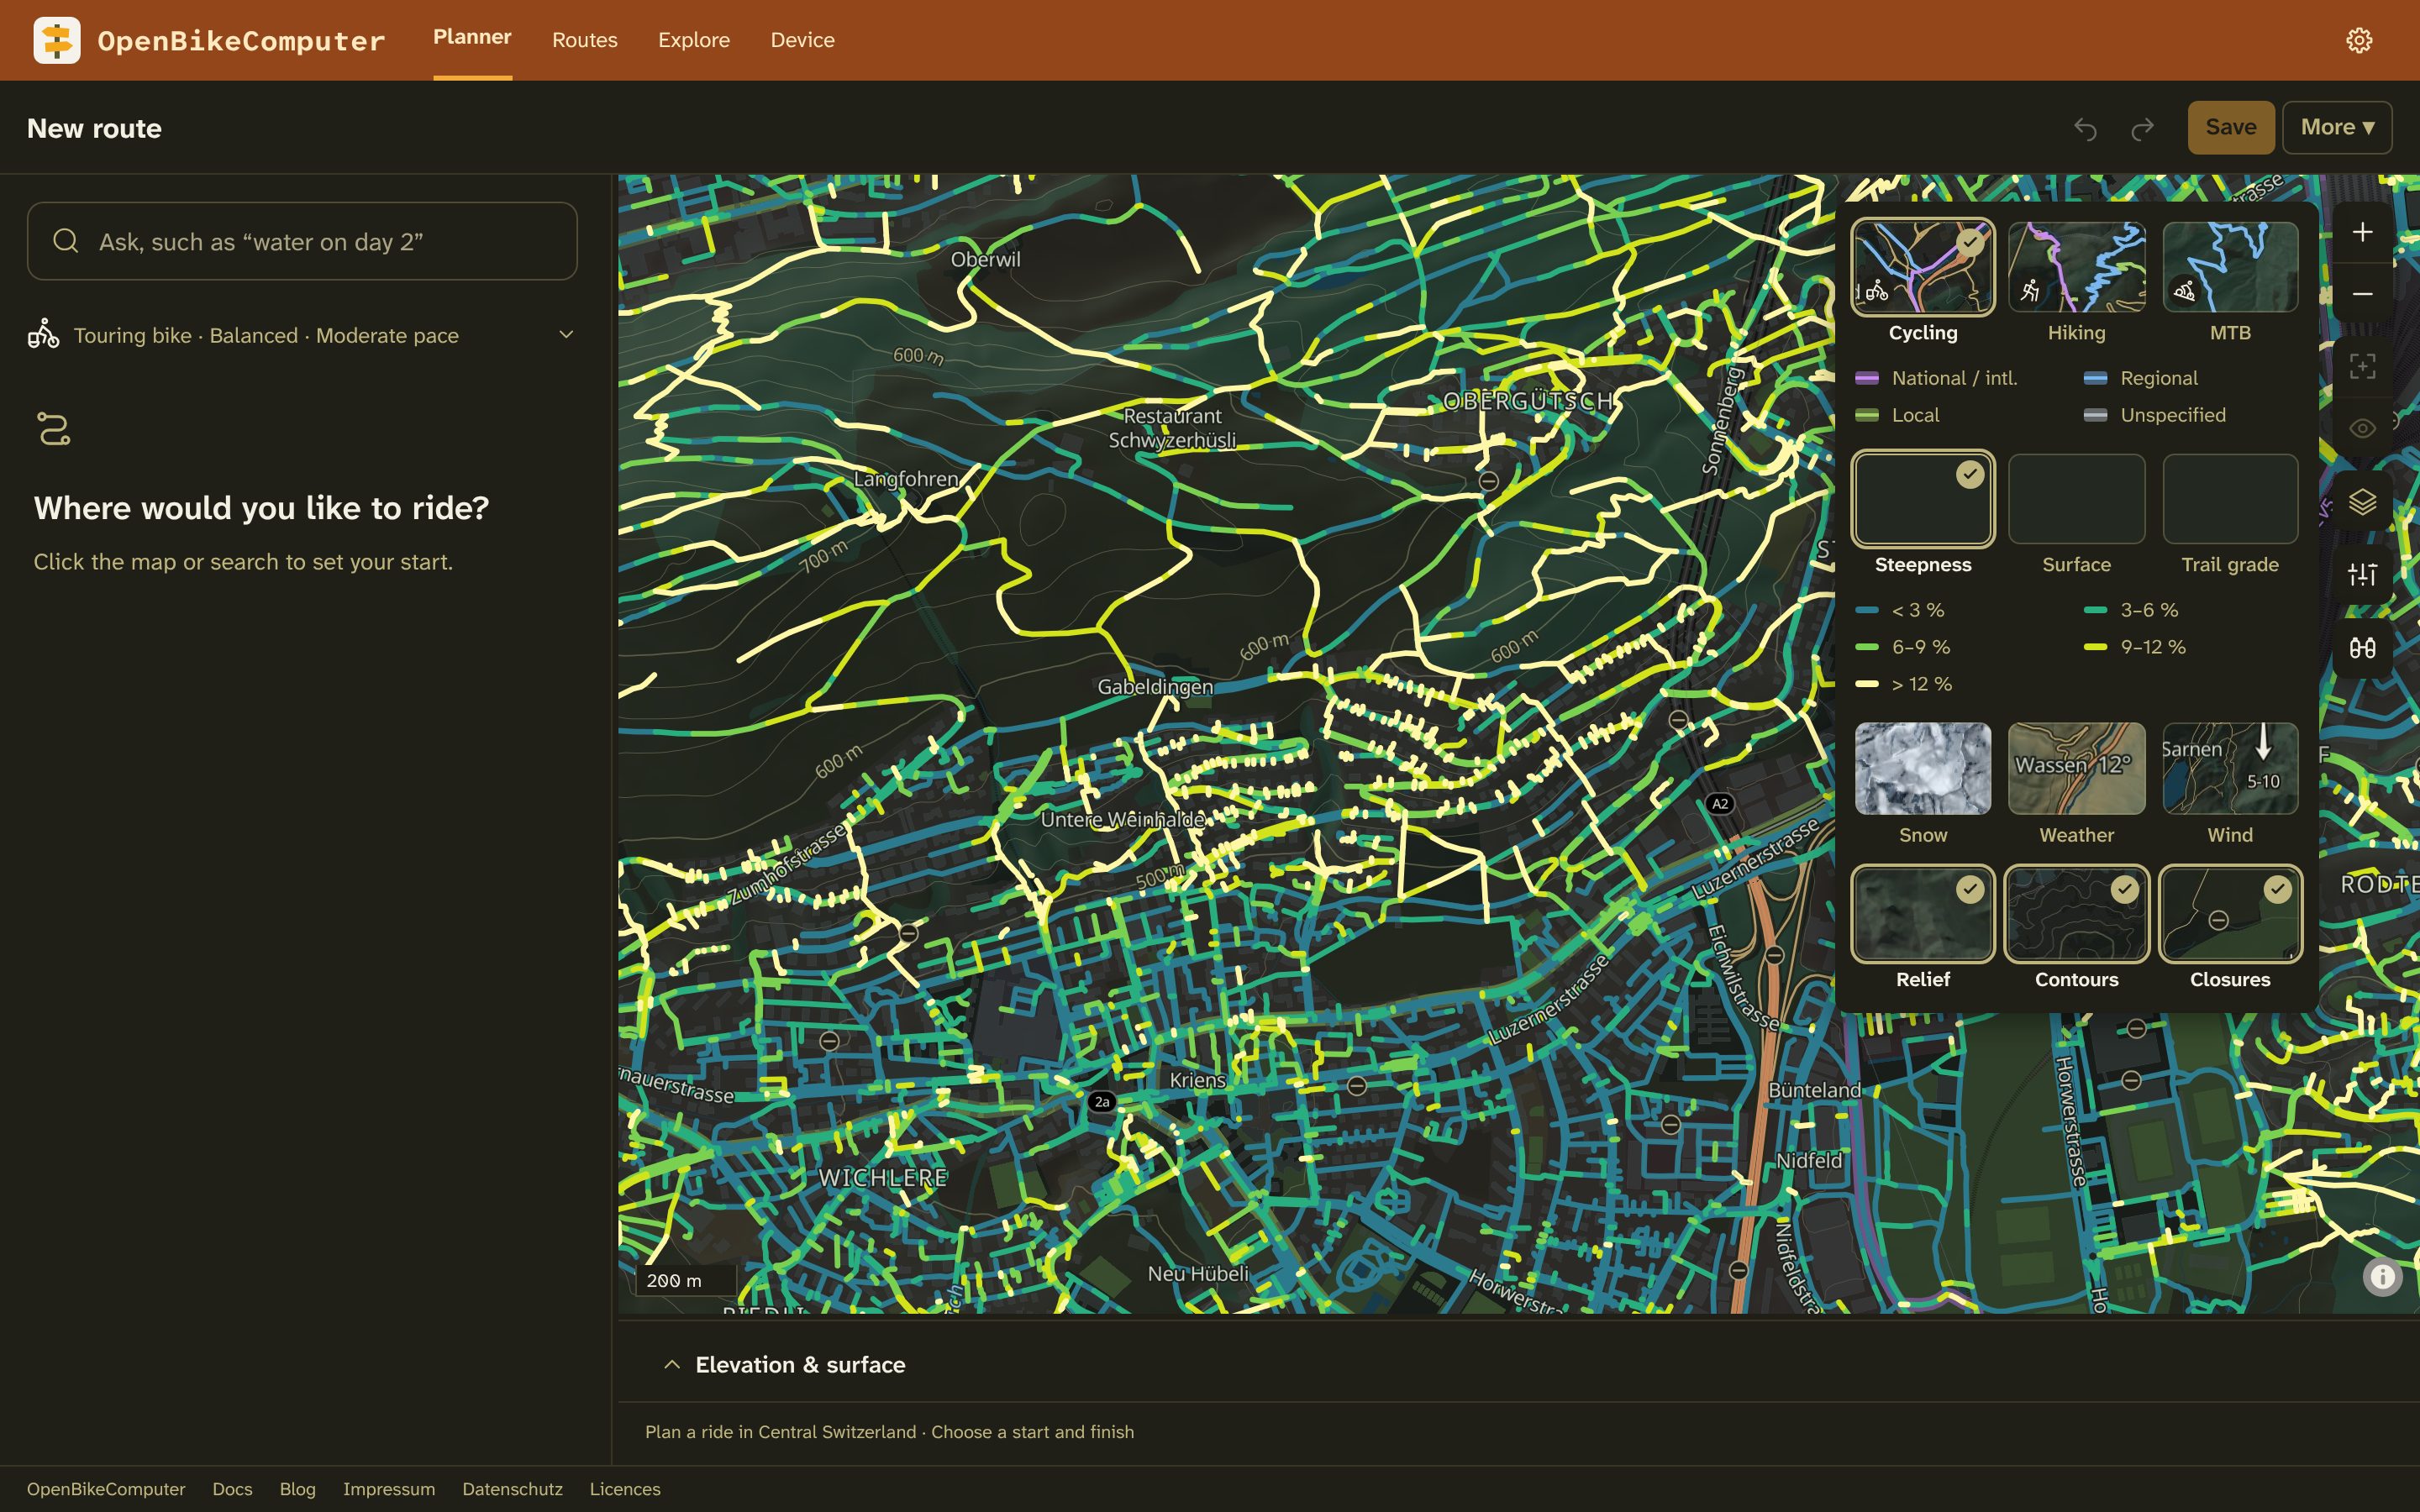 OpenBikeComputer
Planner
Routes
Explore
Device
New route
Save
More ▾
Ask, such as “water on day 2”
Touring bike · Balanced · Moderate pace
Where would you like to ride?
Click the map or search to set your start.
Oberwil
600 m
Restaurant
Schwyzerhüsli
OBERGÜTSCH
Sonnenberg
Langfohren
700 m
600 m
600 m
Gabeldingen
600 m
Untere Weinhalde
Zumhofstrasse
500 m
A2
Luzernerstrasse
Eichwilstrasse
Luzernerstrasse
nauerstrasse
Kriens
2a
Bünteland
Horwerstrasse
WICHLERE
Nidfeld
Nidfeldstra
Neu Hübeli
Horwerstra
Ho
200 m
Cycling
Hiking
MTB
National / intl.
Regional
Local
Unspecified
Steepness
Surface
Trail grade
< 3 %
3–6 %
6–9 %
9–12 %
> 12 %
Sarnen
Wassen 12°
5-10
Snow
Weather
Wind
Relief
Contours
Closures
Elevation & surface
Plan a ride in Central Switzerland · Choose a start and finish
OpenBikeComputer
Docs
Blog
Impressum
Datenschutz
Licences